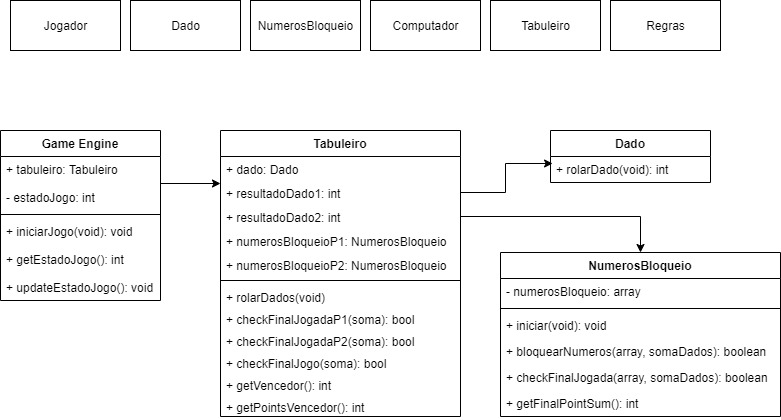 Jogador
Dado
NumerosBloqueio
Computador
Tabuleiro
Regras
Game Engine
+ tabuleiro: Tabuleiro
- estadoJogo: int
+ iniciarJogo(void): void
+ getEstadoJogo(): int
+ updateEstadoJogo(): void
Tabuleiro
+ dado: Dado
+ resultadoDado1: int
+ resultadoDado2: int
+ numerosBloqueioP1: NumerosBloqueio
+ numerosBloqueioP2: NumerosBloqueio
+ rolarDados(void)
+ checkFinalJogadaP1(soma): bool
+ checkFinalJogadaP2(soma): bool
+ checkFinalJogo(soma): bool
+ getVencedor(): int
+ getPointsVencedor(): int
Dado
+ rolarDado(void): int
NumerosBloqueio
- numerosBloqueio: array
+ iniciar(void): void
+ bloquearNumeros(array, somaDados): boolean
+ checkFinalJogada(array, somaDados): boolean
+ getFinalPointSum(): int